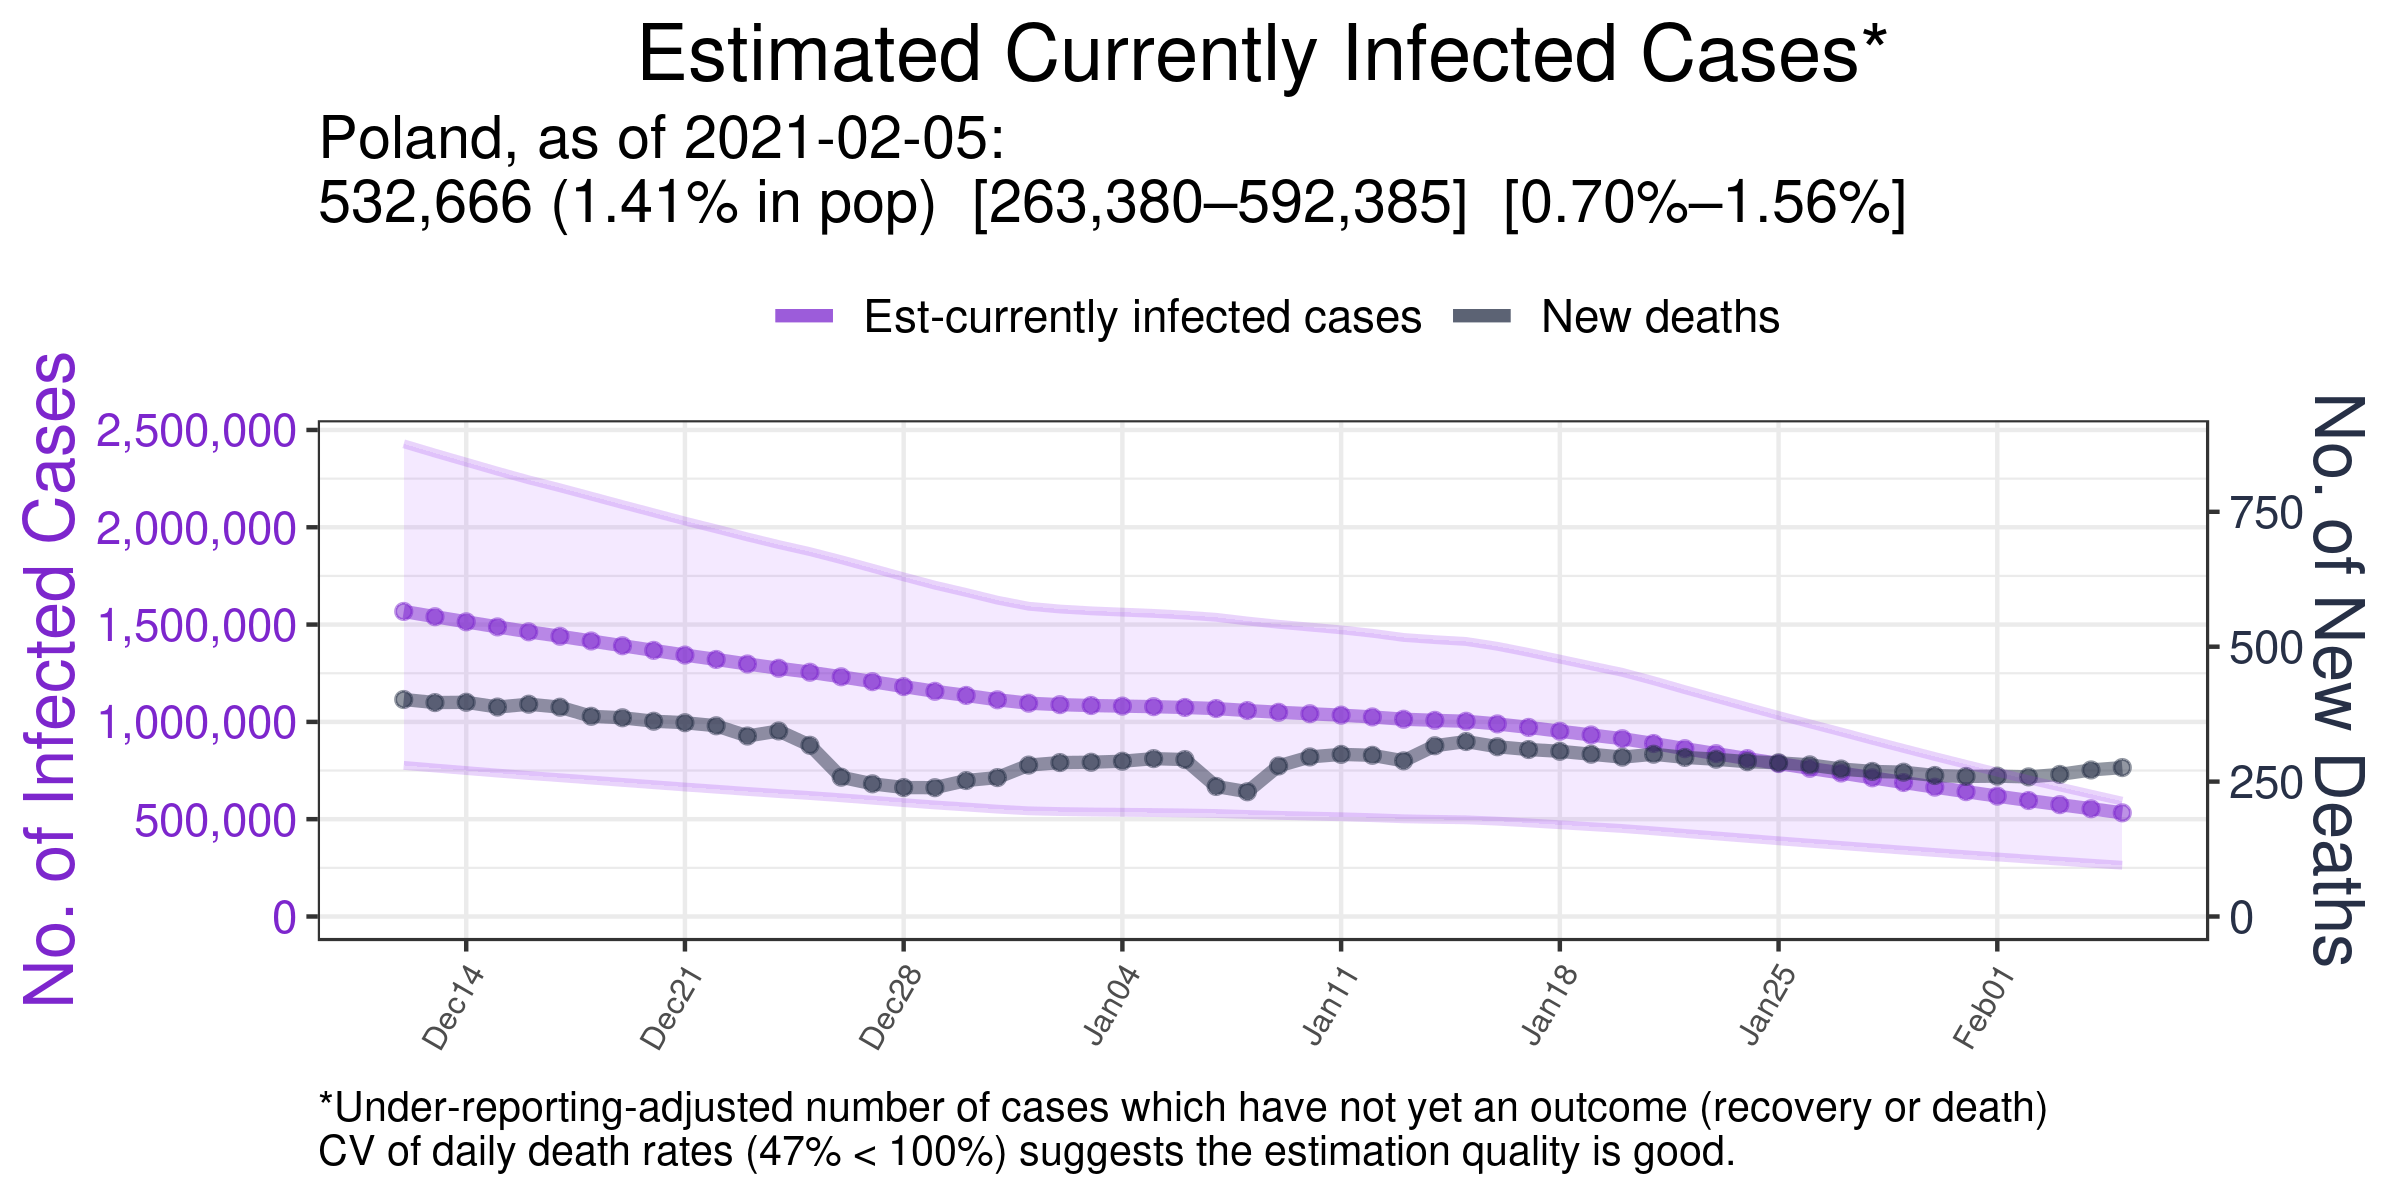 Estimated Currently Infected Cases*
Poland, as of 2021-02-05:
532,666 (1.41% in pop)  [263,380–592,385]  [0.70%–1.56%]
Est-currently infected cases
New deaths
No. of Infected Cases
2,500,000
2,000,000
1,500,000
1,000,000
500,000
0
750
500
250
0
No. of New Deaths
Dec14
Dec21
Dec28
Jan04
Jan11
Jan18
Jan25
Feb01
*Under-reporting-adjusted number of cases which have not yet an outcome (recovery or death)
CV of daily death rates (47% < 100%) suggests the estimation quality is good.